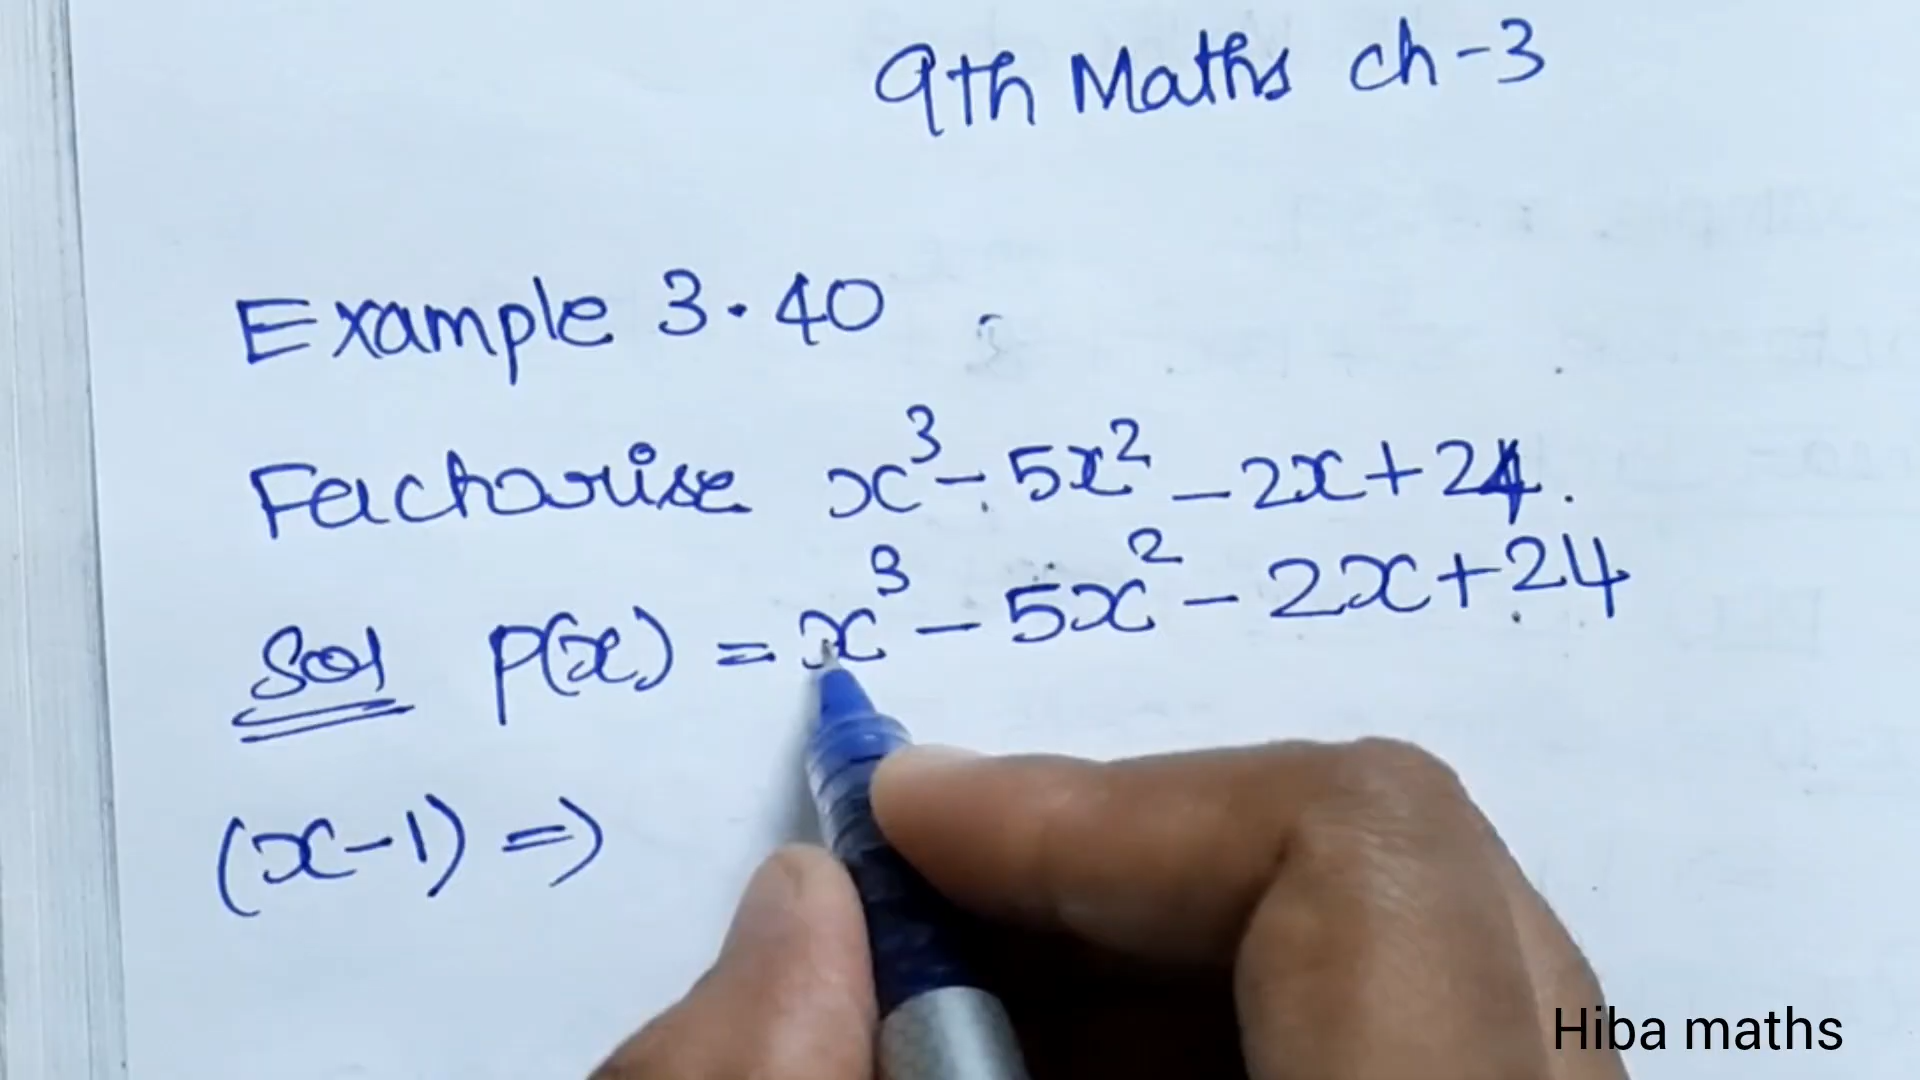 9th Maths ch-3
Example 3.40
Factorise x³ - 5x² - 2x + 24.
Sol p(x) = x³ - 5x² - 2x + 24
(x-1) =>
Hiba maths